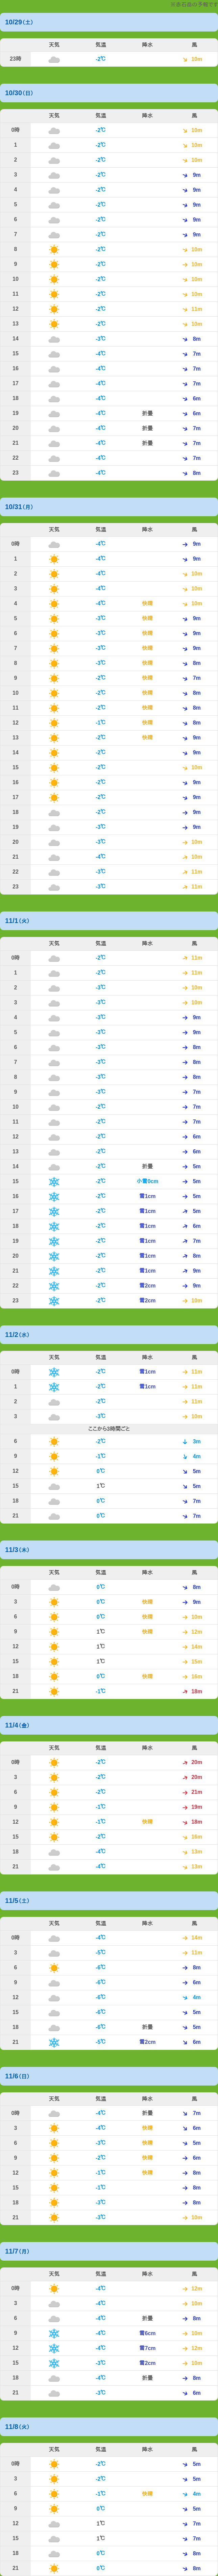 10/29(土)
天気 気温 降水 風
23時 -2℃ 10m
10/30(日)
天気 気温 降水 風
0時 -2℃ 10m
1 -2℃ 10m
2 -2℃ 10m
3 -2℃ 9m
4 -2℃ 9m
5 -2℃ 9m
6 -2℃ 9m
7 -2℃ 9m
8 -2℃ 10m
9 -2℃ 10m
10 -2℃ 10m
11 -2℃ 10m
12 -2℃ 11m
13 -2℃ 10m
14 -3℃ 8m
15 -4℃ 7m
16 -4℃ 7m
17 -4℃ 7m
18 -4℃ 6m
19 -4℃ 折曇 6m
20 -4℃ 折曇 7m
21 -4℃ 折曇 7m
22 -4℃ 7m
23 -4℃ 8m
10/31(月)
天気 気温 降水 風
0時 -4℃ 9m
1 -4℃ 9m
2 -4℃ 10m
3 -4℃ 10m
4 -4℃ 快晴 10m
5 -3℃ 快晴 9m
6 -3℃ 快晴 9m
7 -3℃ 快晴 9m
8 -3℃ 快晴 8m
9 -2℃ 快晴 7m
10 -2℃ 快晴 8m
11 -2℃ 快晴 8m
12 -1℃ 快晴 8m
13 -2℃ 快晴 9m
14 -2℃ 9m
15 -2℃ 10m
16 -2℃ 9m
17 -2℃ 9m
18 -2℃ 9m
19 -3℃ 9m
20 -3℃ 10m
21 -4℃ 10m
22 -3℃ 11m
23 -3℃ 11m
11/1(火)
天気 気温 降水 風
0時 -2℃ 11m
1 -2℃ 11m
2 -3℃ 10m
3 -3℃ 10m
4 -3℃ 9m
5 -3℃ 9m
6 -3℃ 8m
7 -3℃ 8m
8 -3℃ 8m
9 -3℃ 7m
10 -2℃ 7m
11 -2℃ 7m
12 -2℃ 6m
13 -2℃ 6m
14 -2℃ 折曇 5m
15 -2℃ 小雪0cm 5m
16 -2℃ 雪1cm 5m
17 -2℃ 雪1cm 5m
18 -2℃ 雪1cm 6m
19 -2℃ 雪1cm 7m
20 -2℃ 雪1cm 8m
21 -2℃ 雪1cm 9m
22 -2℃ 雪2cm 9m
23 -2℃ 雪2cm 10m
11/2(水)
天気 気温 降水 風
0時 -2℃ 雪1cm 11m
1 -2℃ 雪1cm 11m
2 -2℃ 11m
3 -3℃ 10m
ここから3時間ごと
6 -2℃ 3m
9 -1℃ 4m
12 0℃ 5m
15 1℃ 5m
18 0℃ 7m
21 0℃ 7m
11/3(木)
天気 気温 降水 風
0時 0℃ 8m
3 0℃ 快晴 9m
6 0℃ 快晴 10m
9 1℃ 快晴 12m
12 1℃ 14m
15 1℃ 15m
18 0℃ 快晴 16m
21 -1℃ 18m
11/4(金)
天気 気温 降水 風
0時 -2℃ 20m
3 -2℃ 20m
6 -2℃ 21m
9 -1℃ 19m
12 -1℃ 快晴 18m
15 -2℃ 16m
18 -4℃ 13m
21 -4℃ 13m
11/5(土)
天気 気温 降水 風
0時 -4℃ 14m
3 -5℃ 11m
6 -6℃ 8m
9 -6℃ 6m
12 -6℃ 4m
15 -6℃ 5m
18 -6℃ 折曇 5m
21 -5℃ 雪2cm 6m
11/6(日)
天気 気温 降水 風
0時 -4℃ 折曇 7m
3 -4℃ 快晴 6m
6 -3℃ 快晴 5m
9 -2℃ 快晴 6m
12 -1℃ 快晴 8m
15 -1℃ 8m
18 -3℃ 8m
21 -3℃ 10m
11/7(月)
天気 気温 降水 風
0時 -4℃ 12m
3 -4℃ 10m
6 -4℃ 折曇 8m
9 -4℃ 雪6cm 10m
12 -4℃ 雪7cm 12m
15 -3℃ 雪2cm 10m
18 -4℃ 折曇 8m
21 -3℃ 6m
11/8(火)
天気 気温 降水 風
0時 -2℃ 5m
3 -2℃ 5m
6 -1℃ 快晴 4m
9 0℃ 5m
12 1℃ 7m
15 1℃ 7m
18 0℃ 8m
21 0℃ 8m